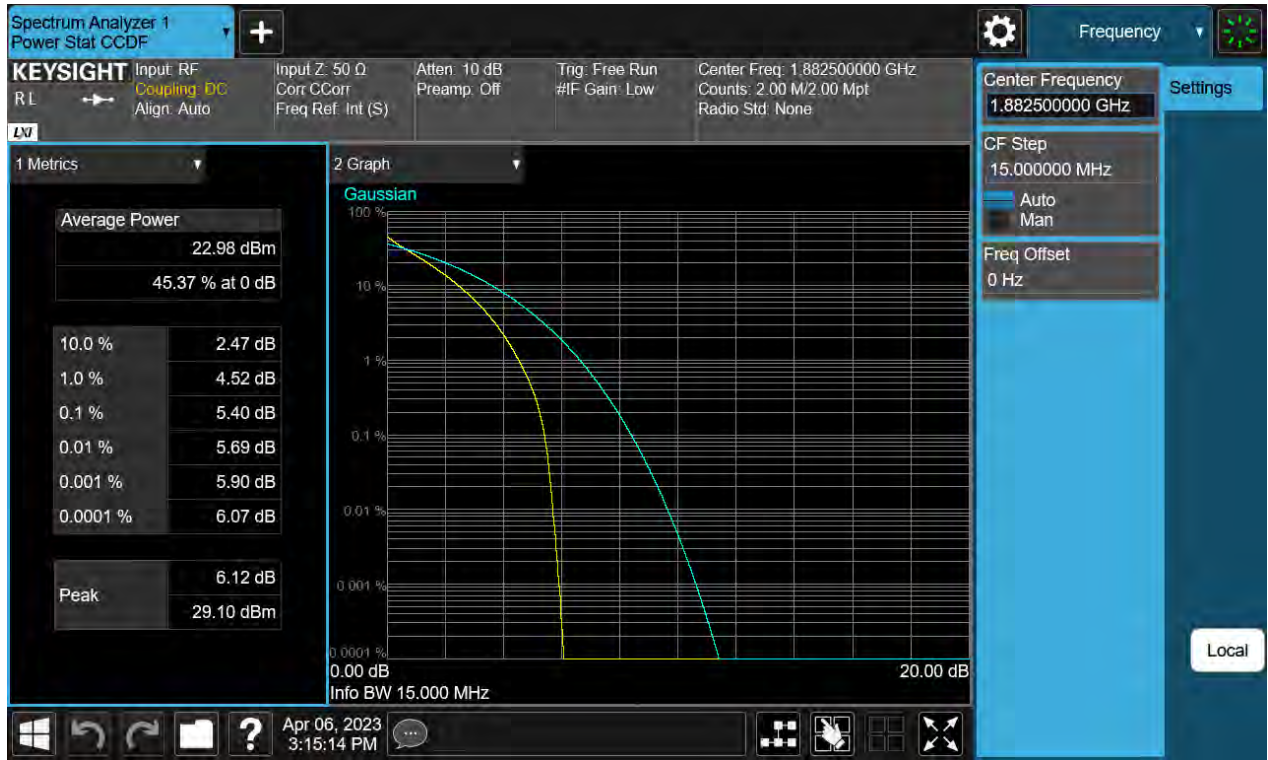 Spectrum Analyzer 1
Power Stat CCDF
+
Frequency
KEYSIGHT
RL
LXI
Input: RF
Coupling: DC
Align: Auto
Input Z: 50 Ω
Corr CCorr
Freq Ref: Int (S)
Atten: 10 dB
Preamp: Off
Trig: Free Run
#IF Gain: Low
Center Freq: 1.882500000 GHz
Counts: 2.00 M/2.00 Mpt
Radio Std: None
Center Frequency
1.882500000 GHz
Settings
CF Step
15.000000 MHz
Auto
Man
Freq Offset
0 Hz
1 Metrics
Average Power
22.98 dBm
45.37 % at 0 dB
10.0 % 2.47 dB
1.0 % 4.52 dB
0.1 % 5.40 dB
0.01 % 5.69 dB
0.001 % 5.90 dB
0.0001 % 6.07 dB
Peak
6.12 dB
29.10 dBm
2 Graph
Gaussian
100 %
10 %
1 %
0.1 %
0.01 %
0.001 %
0.0001 %
0.00 dB 20.00 dB
Info BW 15.000 MHz
Local
?
Apr 06, 2023
3:15:14 PM